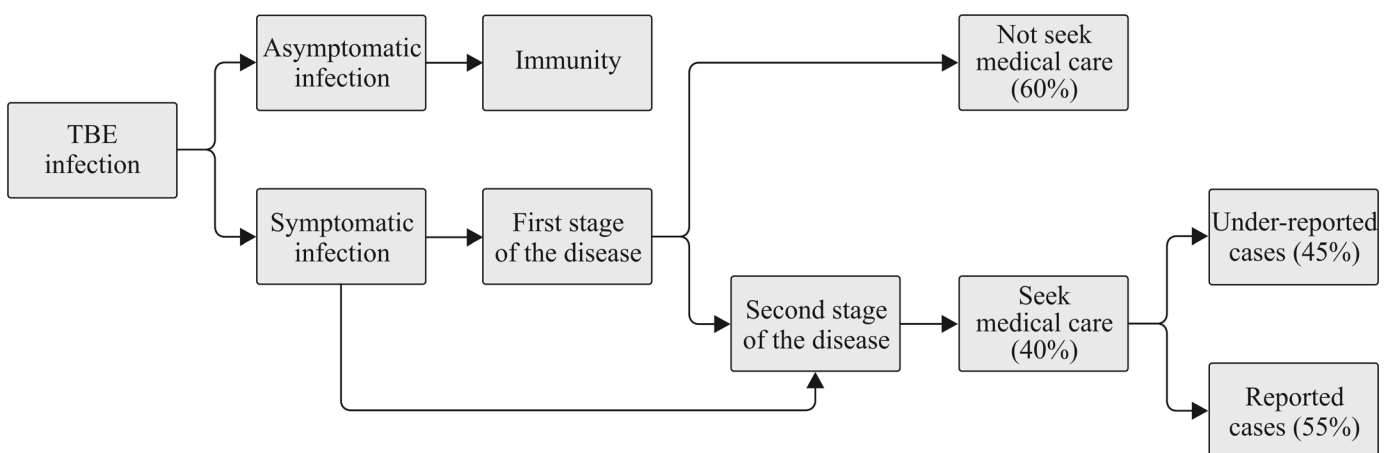 TBE
infection
Asymptomatic
infection
Immunity
Symptomatic
infection
First stage
of the disease
Second stage
of the disease
Not seek
medical care
(60%)
Seek
medical care
(40%)
Under-reported
cases (45%)
Reported
cases (55%)